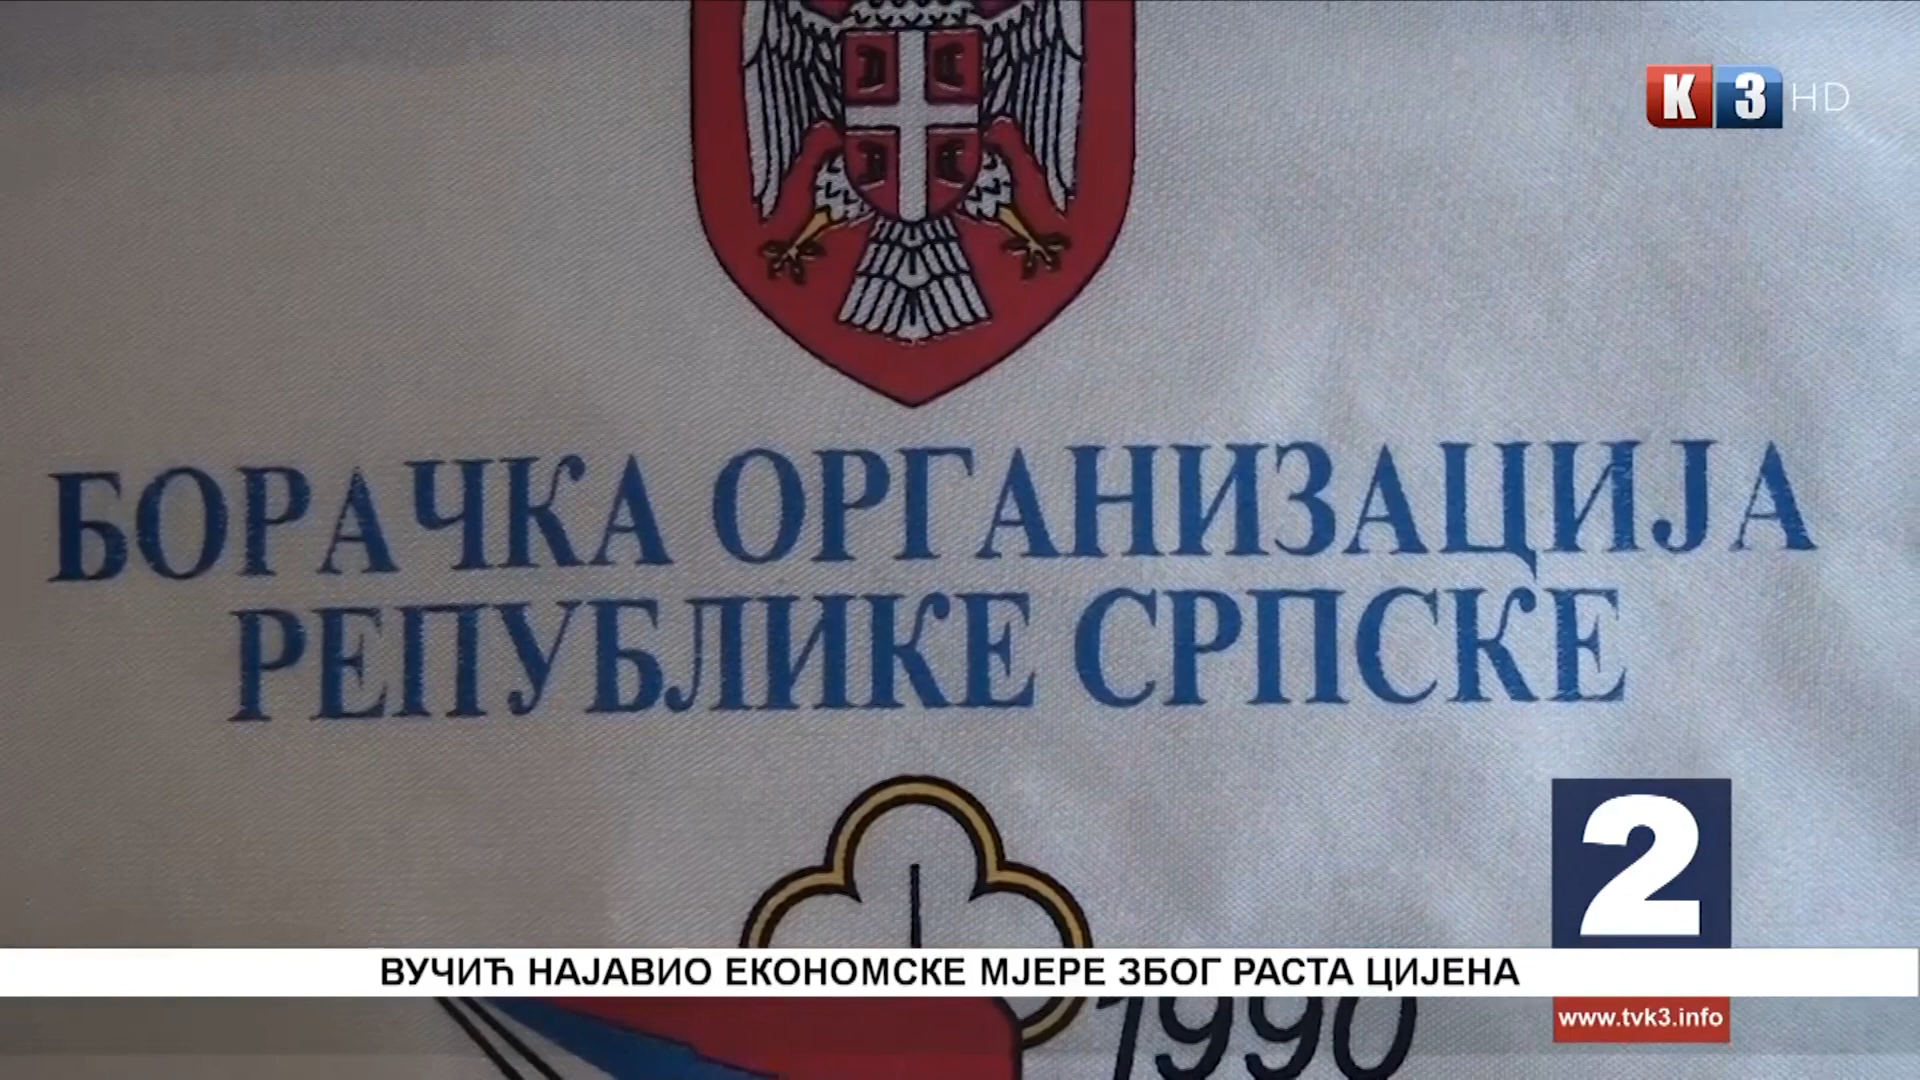 К3 HD
БОРАЧКА ОРГАНИЗАЦИЈА
РЕПУБЛИКЕ СРПСКЕ
2
ВУЧИЋ НАЈАВИО ЕКОНОМСКЕ МЈЕРЕ ЗБОГ РАСТА ЦИЈЕНА
1990
www.tvk3.info